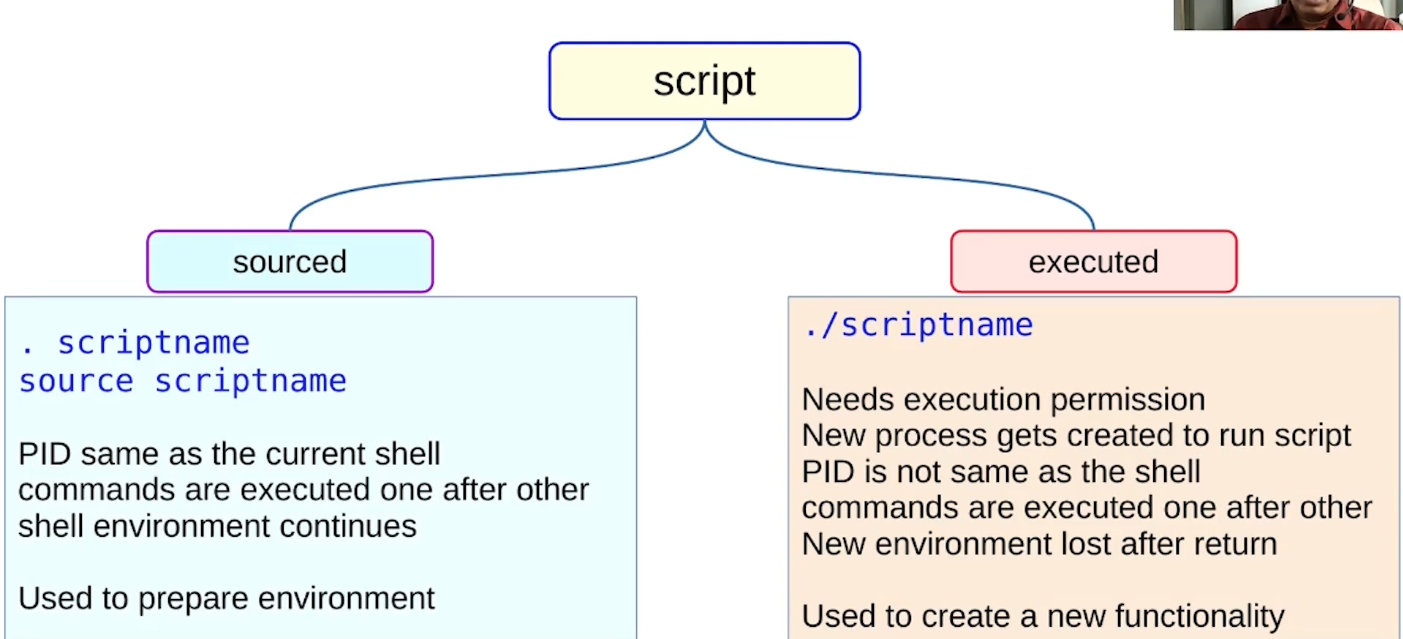 script
sourced
. scriptname
source scriptname
PID same as the current shell
commands are executed one after other
shell environment continues
Used to prepare environment
executed
./scriptname
Needs execution permission
New process gets created to run script
PID is not same as the shell
commands are executed one after other
New environment lost after return
Used to create a new functionality